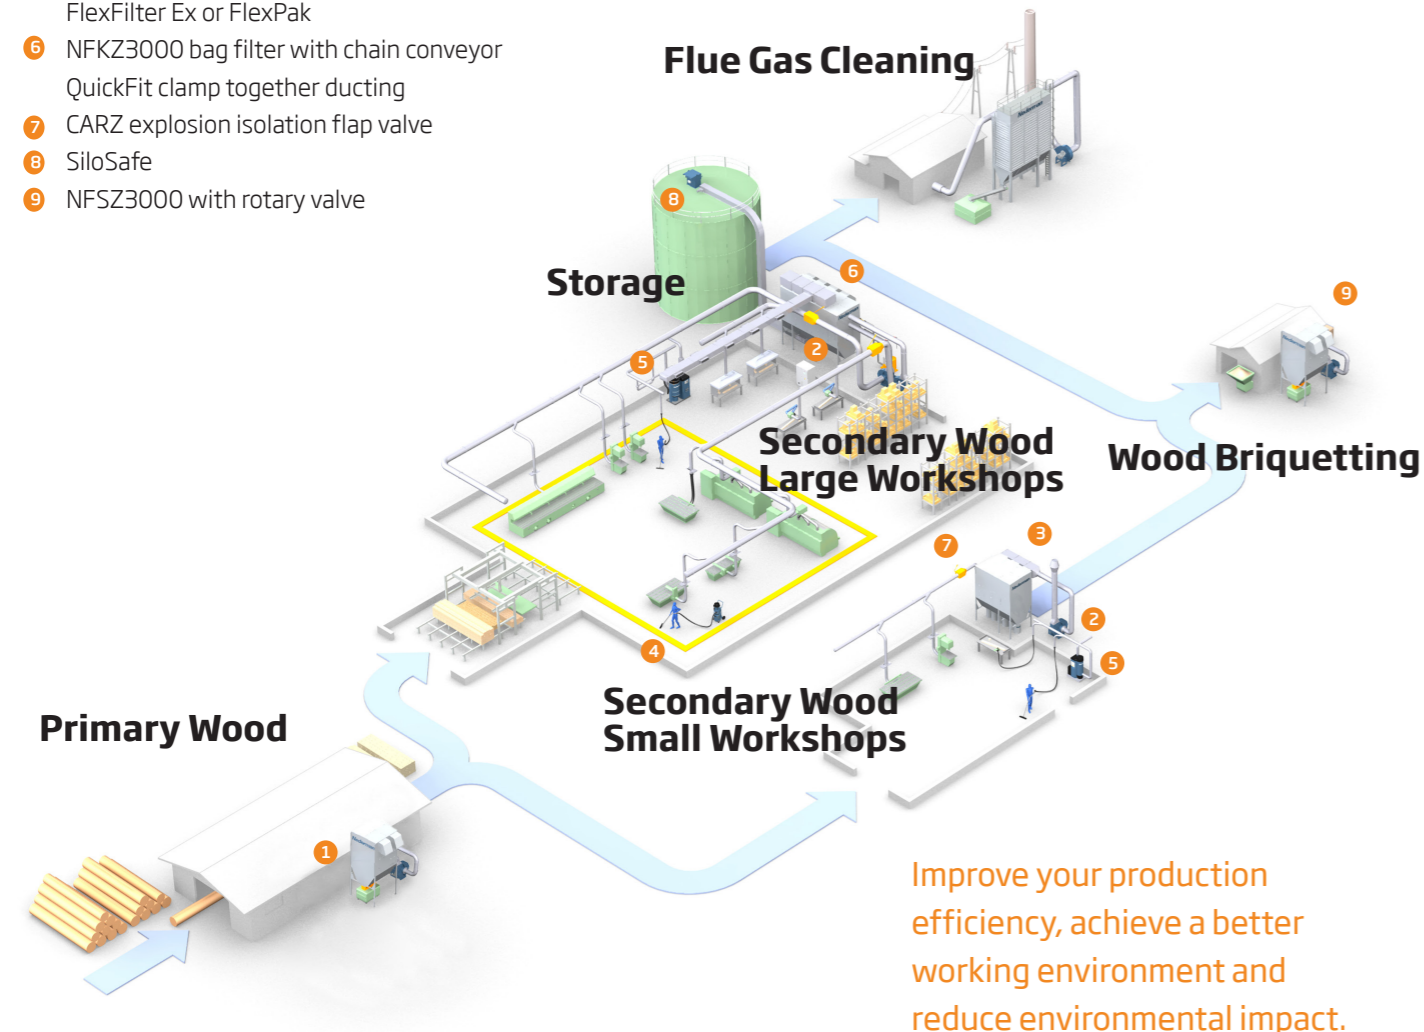 FlexFilter Ex or FlexPak
6 NFKZ3000 bag filter with chain conveyor
QuickFit clamp together ducting
7 CARZ explosion isolation flap valve
8 SiloSafe
9 NFSZ3000 with rotary valve
Flue Gas Cleaning
8
Storage
6
9
5
2
Secondary Wood
Large Workshops
Wood Briquetting
7
3
2
4
5
Secondary Wood
Small Workshops
Primary Wood
1
Improve your production
efficiency, achieve a better
working environment and
reduce environmental impact.